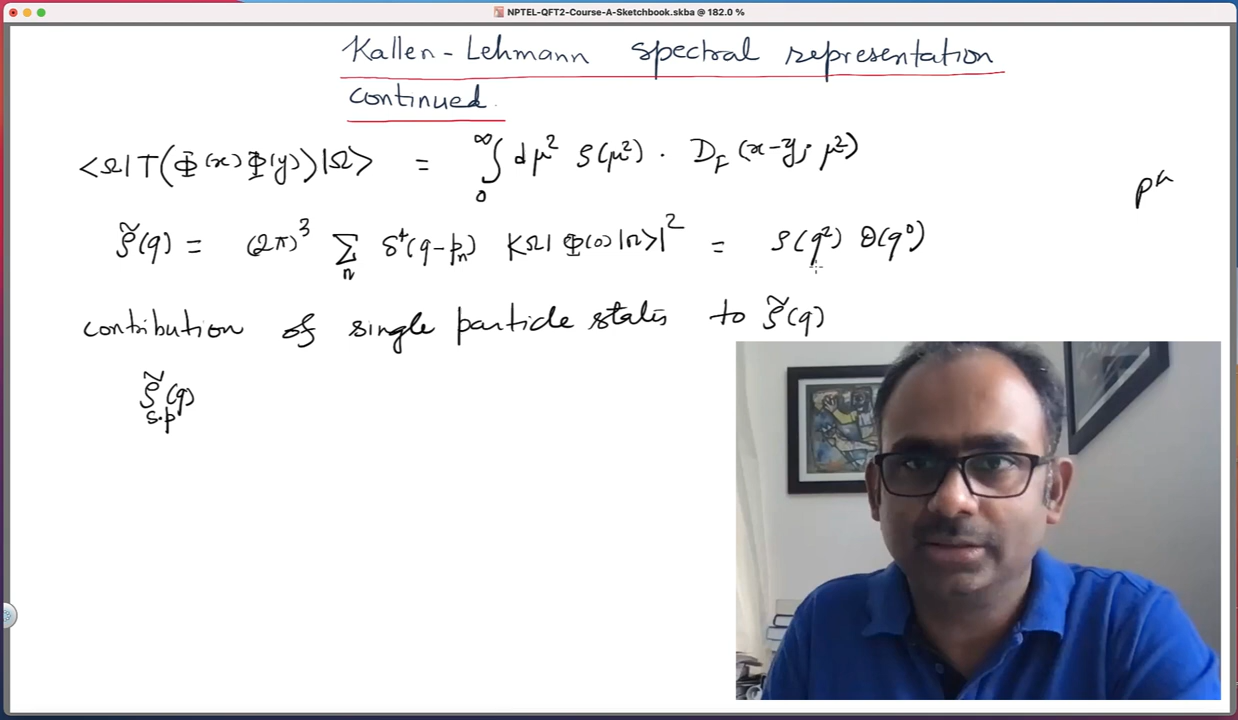 NPTEL-QFT2-Course-A-Sketchbook.skba @ 182.0 %
Kallen-Lehmann spectral representation
continued.
<Ω|T(Φ(x)Φ(y))|Ω> = ∫₀^∞ dμ² ρ(μ²) · D_F(x-y; μ²)
p^μ
ρ̃(q) = (2π)³ Σ_n δ⁴(q-p_n) |<Ω|Φ(0)|Ω>|² = ρ(q²) θ(q⁰)
contribution of single particle states to ρ̃(q)
ρ̃(q)
s.p